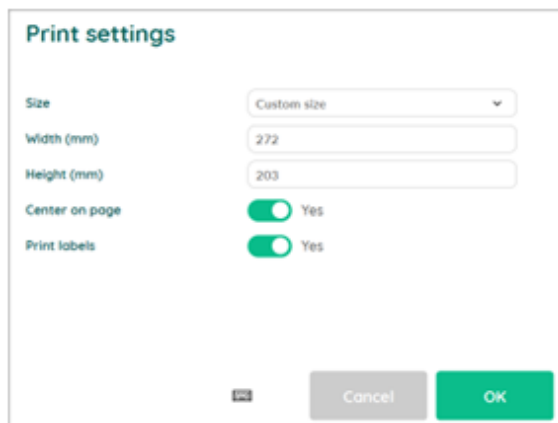 Print settings
Size Custom size
Width (mm) 272
Height (mm) 203
Center on page Yes
Print labels Yes
Cancel OK